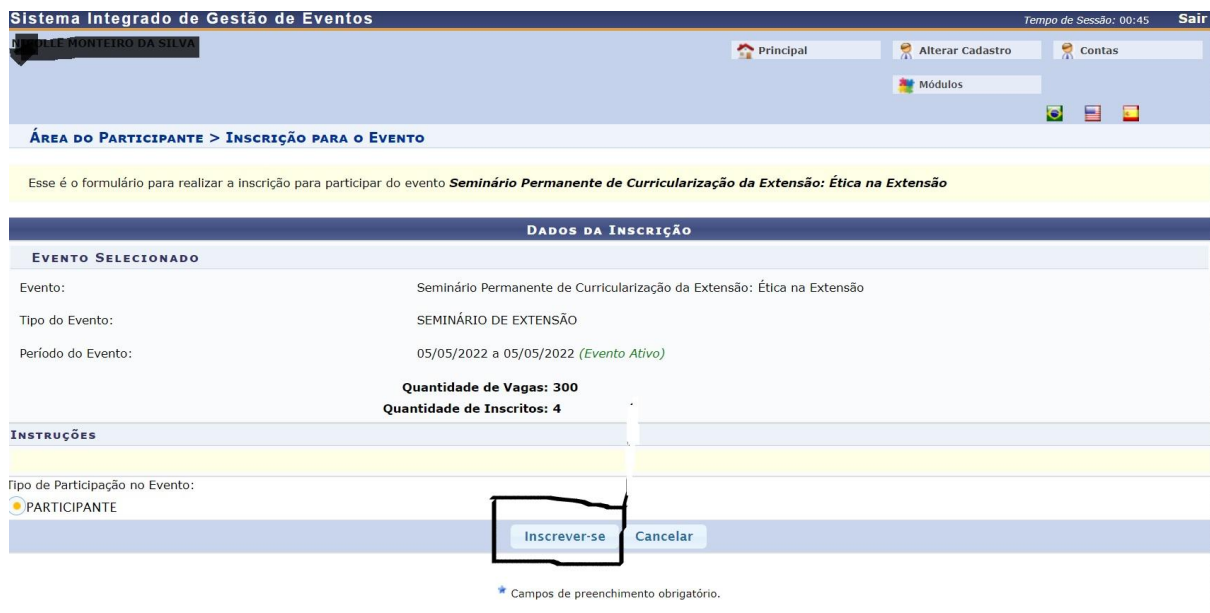 Sistema Integrado de Gestão de Eventos
Tempo de Sessão: 00:45 Sair
MONTEIRO DA SILVA
Principal Alterar Cadastro Contas
Módulos
Área do Participante > Inscrição para o Evento
Esse é o formulário para realizar a inscrição para participar do evento Seminário Permanente de Curricularização da Extensão: Ética na Extensão
Dados da Inscrição
Evento Selecionado
Evento: Seminário Permanente de Curricularização da Extensão: Ética na Extensão
Tipo do Evento: SEMINÁRIO DE EXTENSÃO
Período do Evento: 05/05/2022 a 05/05/2022 (Evento Ativo)
Quantidade de Vagas: 300
Quantidade de Inscritos: 4
Instruções
Tipo de Participação no Evento:
PARTICIPANTE
Inscrever-se Cancelar
Campos de preenchimento obrigatório.